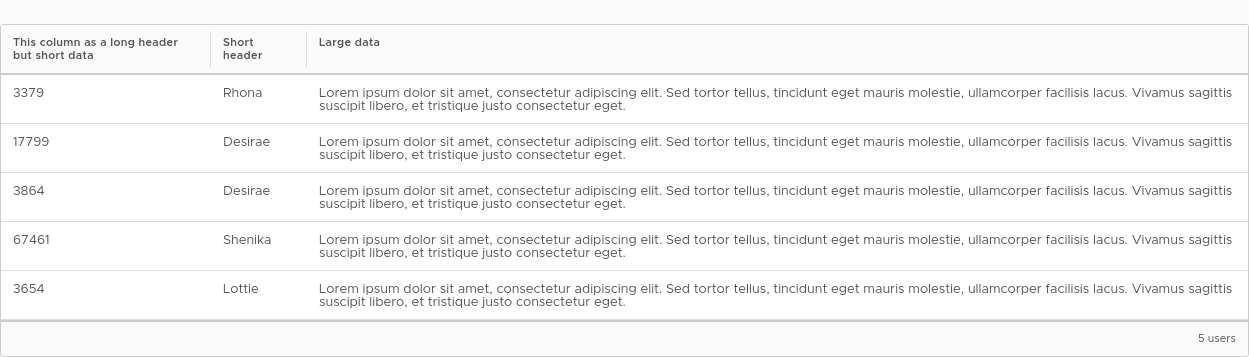 This column as a long header
but short data
Short
header
Large data
3379
Rhona
Lorem ipsum dolor sit amet, consectetur adipiscing elit. Sed tortor tellus, tincidunt eget mauris molestie, ullamcorper facilisis lacus. Vivamus sagittis
suscipit libero, et tristique justo consectetur eget.
17799
Desirae
Lorem ipsum dolor sit amet, consectetur adipiscing elit. Sed tortor tellus, tincidunt eget mauris molestie, ullamcorper facilisis lacus. Vivamus sagittis
suscipit libero, et tristique justo consectetur eget.
3864
Desirae
Lorem ipsum dolor sit amet, consectetur adipiscing elit. Sed tortor tellus, tincidunt eget mauris molestie, ullamcorper facilisis lacus. Vivamus sagittis
suscipit libero, et tristique justo consectetur eget.
67461
Shenika
Lorem ipsum dolor sit amet, consectetur adipiscing elit. Sed tortor tellus, tincidunt eget mauris molestie, ullamcorper facilisis lacus. Vivamus sagittis
suscipit libero, et tristique justo consectetur eget.
3654
Lottie
Lorem ipsum dolor sit amet, consectetur adipiscing elit. Sed tortor tellus, tincidunt eget mauris molestie, ullamcorper facilisis lacus. Vivamus sagittis
suscipit libero, et tristique justo consectetur eget.
5 users